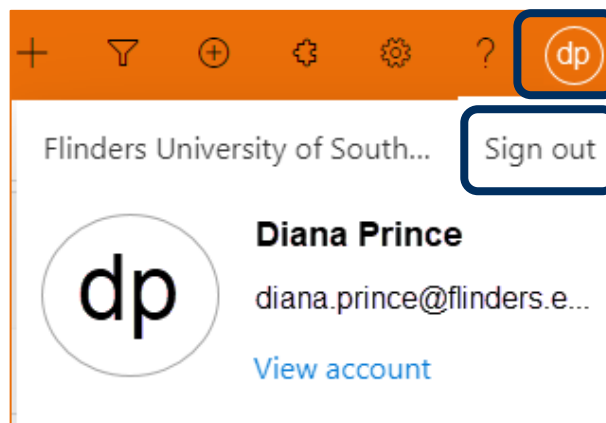 ? dp
Flinders University of South... Sign out
dp
Diana Prince
diana.prince@flinders.e...
View account